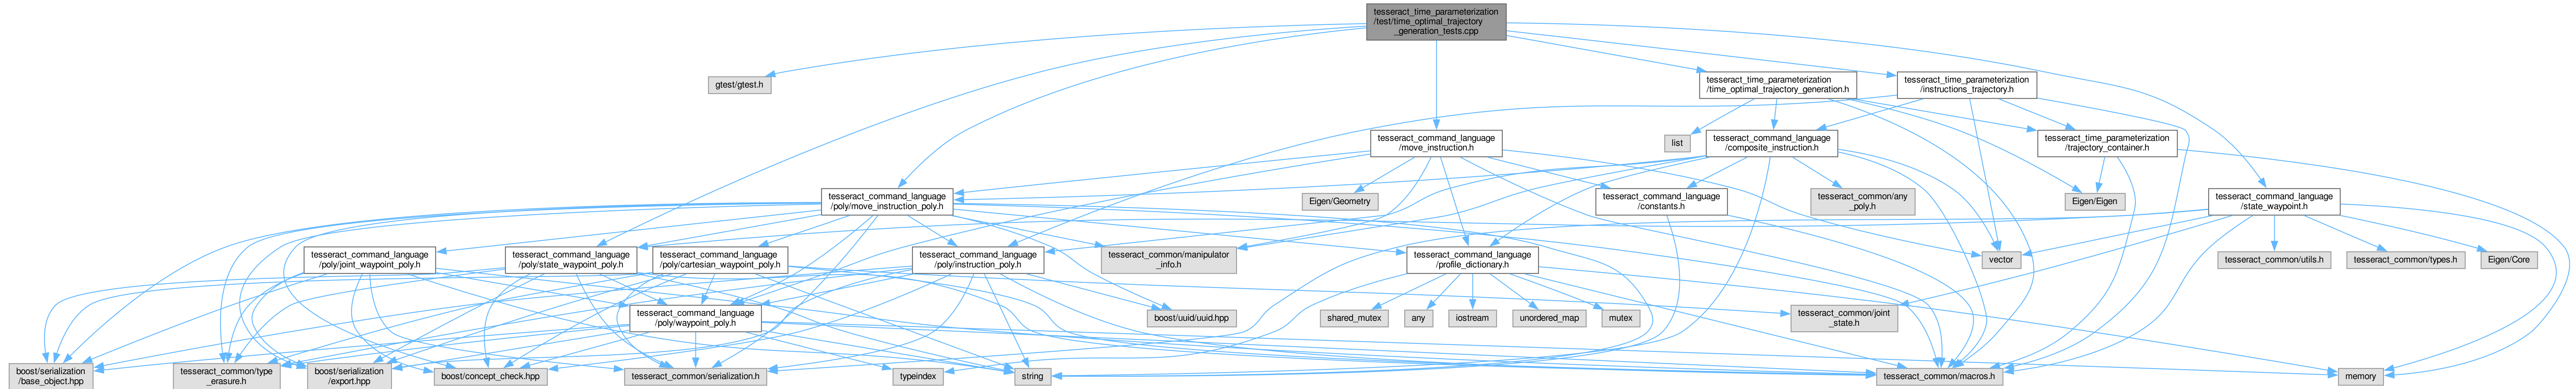 tesseract_time_parameterization
/test/time_optimal_trajectory
_generation_tests.cpp
gtest/gtest.h
tesseract_time_parameterization
/time_optimal_trajectory_generation.h
tesseract_time_parameterization
/instructions_trajectory.h
list
tesseract_command_language
/move_instruction.h
tesseract_command_language
/composite_instruction.h
tesseract_time_parameterization
/trajectory_container.h
tesseract_command_language
/poly/move_instruction_poly.h
Eigen/Geometry
tesseract_command_language
/constants.h
tesseract_common/any
_poly.h
Eigen/Eigen
tesseract_command_language
/state_waypoint.h
tesseract_command_language
/poly/joint_waypoint_poly.h
tesseract_command_language
/poly/state_waypoint_poly.h
tesseract_command_language
/poly/cartesian_waypoint_poly.h
tesseract_command_language
/poly/instruction_poly.h
tesseract_common/manipulator
_info.h
tesseract_command_language
/profile_dictionary.h
vector
tesseract_common/utils.h
tesseract_common/types.h
Eigen/Core
tesseract_command_language
/poly/waypoint_poly.h
boost/uuid/uuid.hpp
shared_mutex
any
iostream
unordered_map
mutex
tesseract_common/joint
_state.h
boost/serialization
/base_object.hpp
tesseract_common/type
_erasure.h
boost/serialization
/export.hpp
boost/concept_check.hpp
tesseract_common/serialization.h
typeindex
string
tesseract_common/macros.h
memory